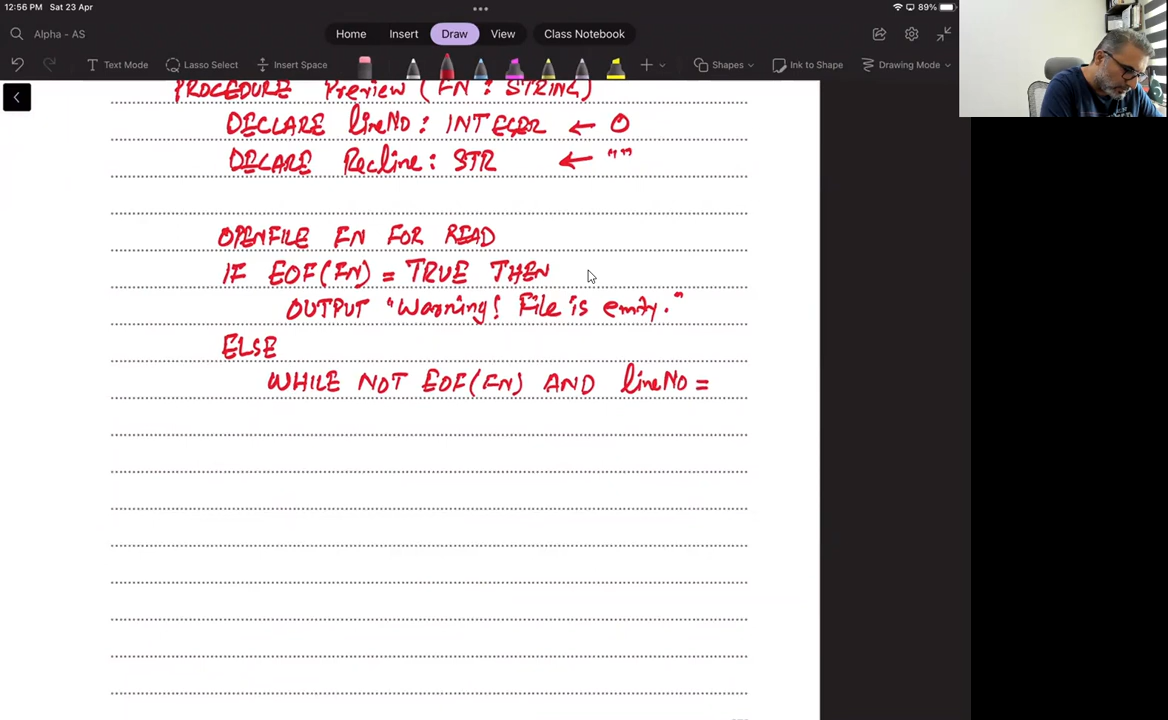 12:56 PM Sat 23 Apr
89%
Alpha - AS
Home Insert Draw View Class Notebook
Text Mode Lasso Select Insert Space Shapes Ink to Shape Drawing Mode
PROCEDURE Preview (FN : STRING)
DECLARE lineNo : INTEGER ← 0
DECLARE Recline : STR ← ""
OPENFILE FN FOR READ
IF EOF(FN) = TRUE THEN
OUTPUT "Warning! File is emity."
ELSE
WHILE NOT EOF(FN) AND lineNo =